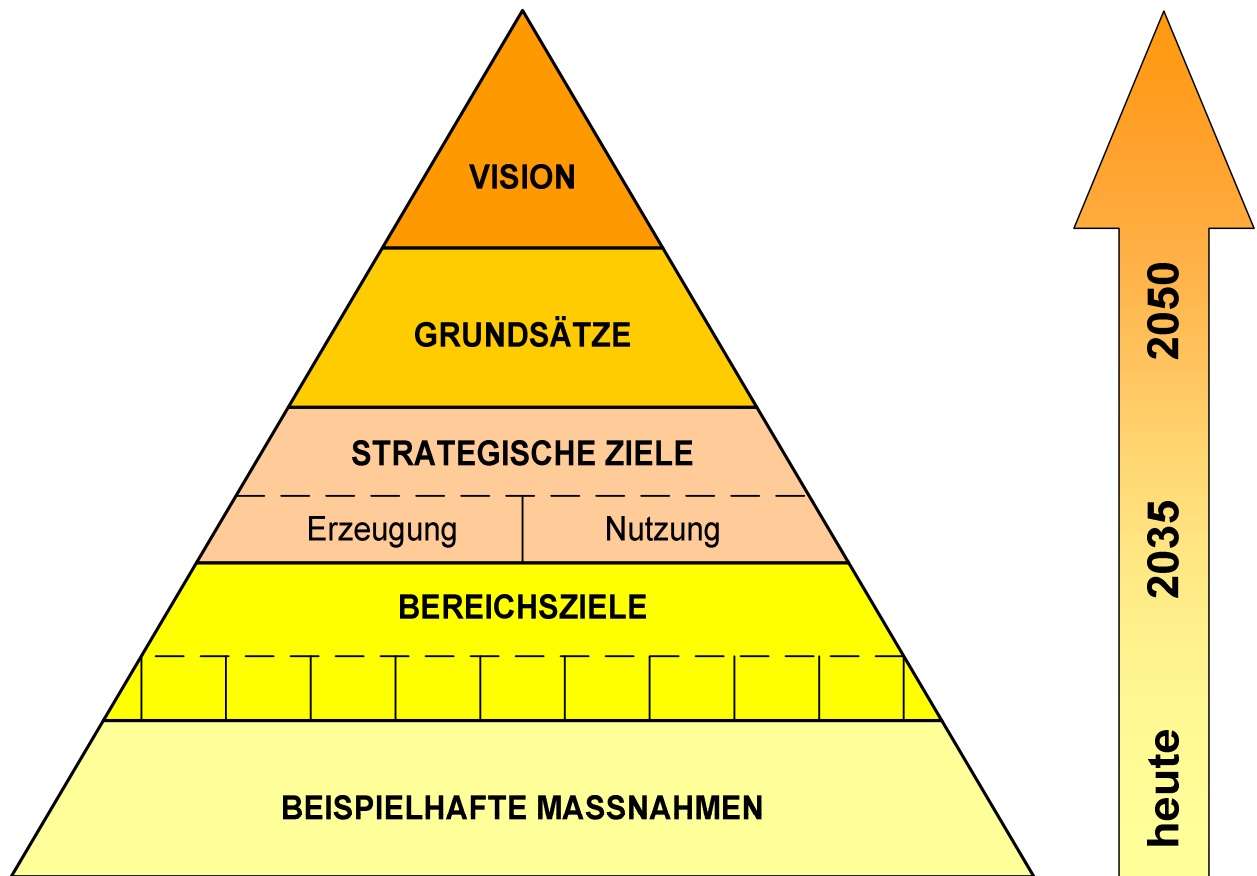 VISION
GRUNDSÄTZE
STRATEGISCHE ZIELE
Erzeugung
Nutzung
BEREICHSZIELE
BEISPIELHAFTE MASSNAHMEN
2050
2035
heute